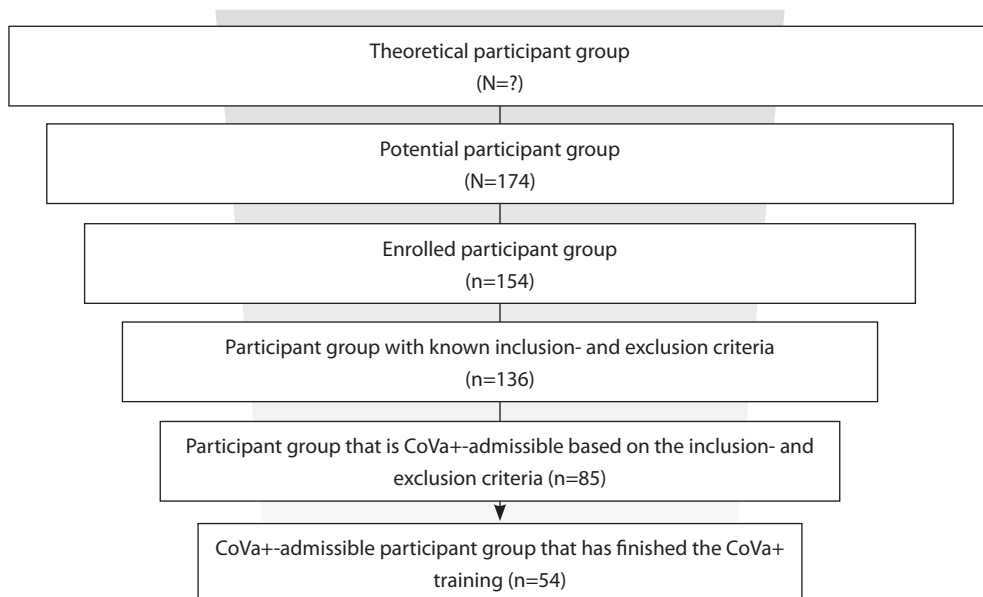 Theoretical participant group
(N=?)
Potential participant group
(N=174)
Enrolled participant group
(n=154)
Participant group with known inclusion- and exclusion criteria
(n=136)
Participant group that is CoVa+-admissible based on the inclusion- and
exclusion criteria (n=85)
CoVa+-admissible participant group that has finished the CoVa+
training (n=54)